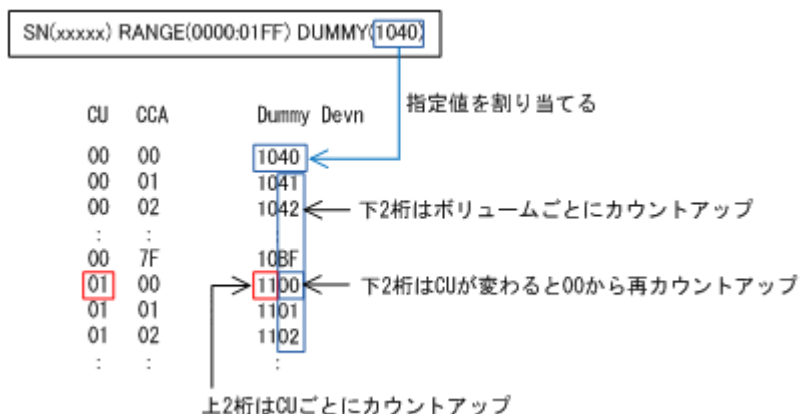 SN(xxxxx) RANGE(0000:01FF) DUMMY(1040)
指定値を割り当てる
CU CCA Dummy Devn
00 00 1040
00 01 1041
00 02 1042 下2桁はボリュームごとにカウントアップ
: :
00 7F 10BF
01 00 1100 下2桁はCUが変わると00から再カウントアップ
01 01 1101
01 02 1102
: : :
上2桁はCUごとにカウントアップ